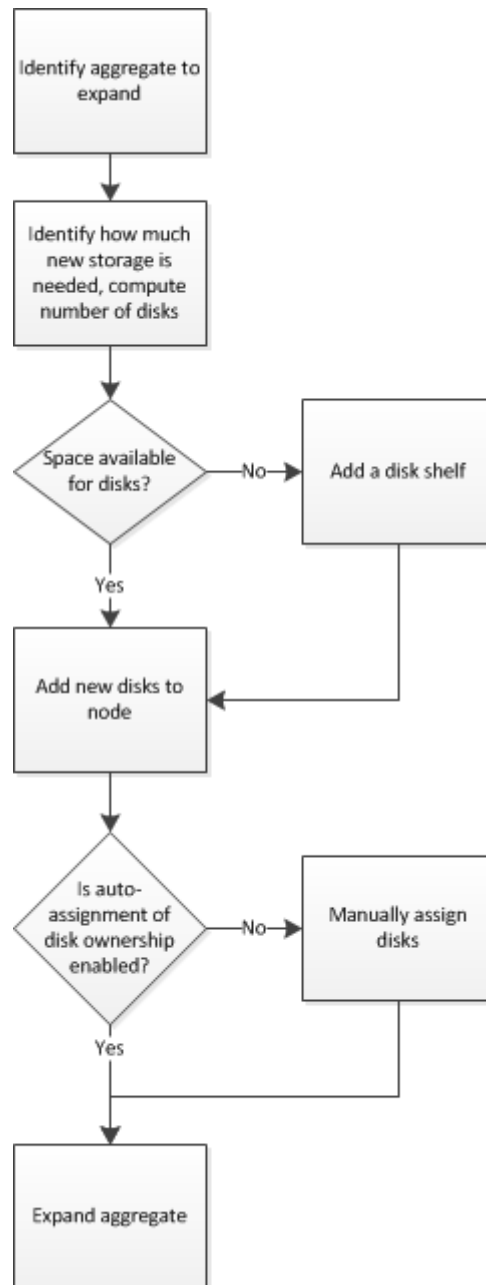 Identify aggregate to
expand
Identify how much
new storage is
needed, compute
number of disks
Space available
for disks?
No
Add a disk shelf
Yes
Add new disks to
node
Is auto-
assignment of
disk ownership
enabled?
No
Manually assign
disks
Yes
Expand aggregate